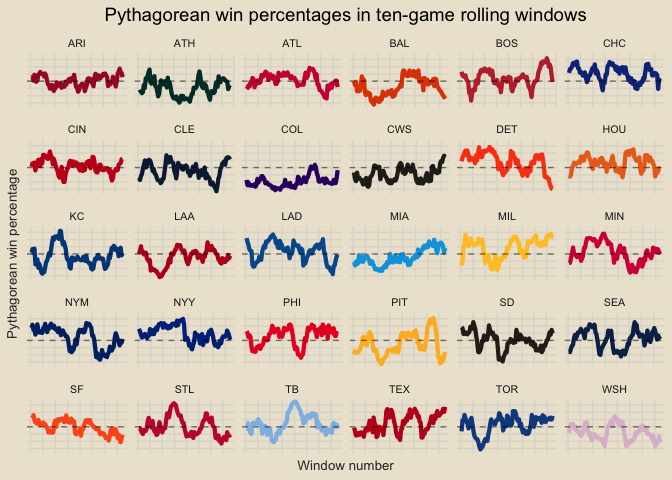 Pythagorean win percentages in ten-game rolling windows
ARI ATH ATL BAL BOS CHC
CIN CLE COL CWS DET HOU
KC LAA LAD MIA MIL MIN
NYM NYY PHI PIT SD SEA
SF STL TB TEX TOR WSH
Pythagorean win percentage
Window number